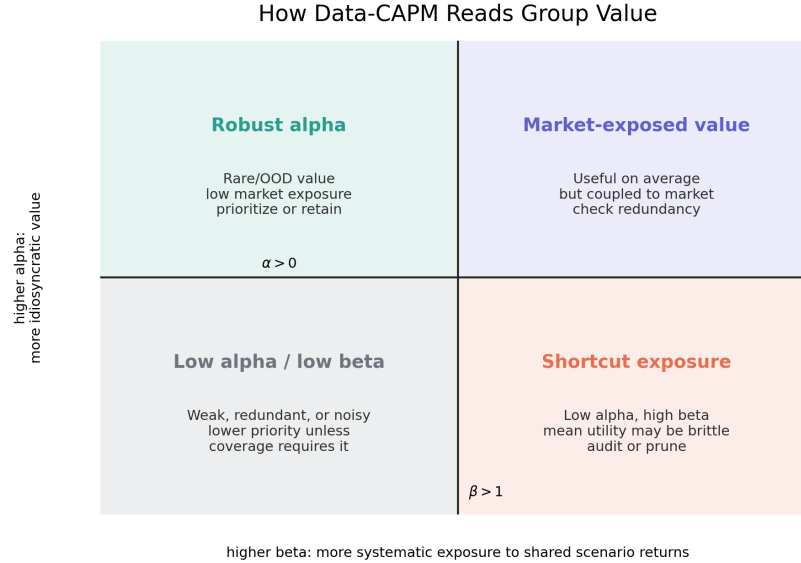 How Data-CAPM Reads Group Value
Robust alpha
Rare/OOD value
low market exposure
prioritize or retain
α > 0
Market-exposed value
Useful on average
but coupled to market
check redundancy
higher alpha:
more idiosyncratic value
Low alpha / low beta
Weak, redundant, or noisy
lower priority unless
coverage requires it
Shortcut exposure
Low alpha, high beta
mean utility may be brittle
audit or prune
β > 1
higher beta: more systematic exposure to shared scenario returns